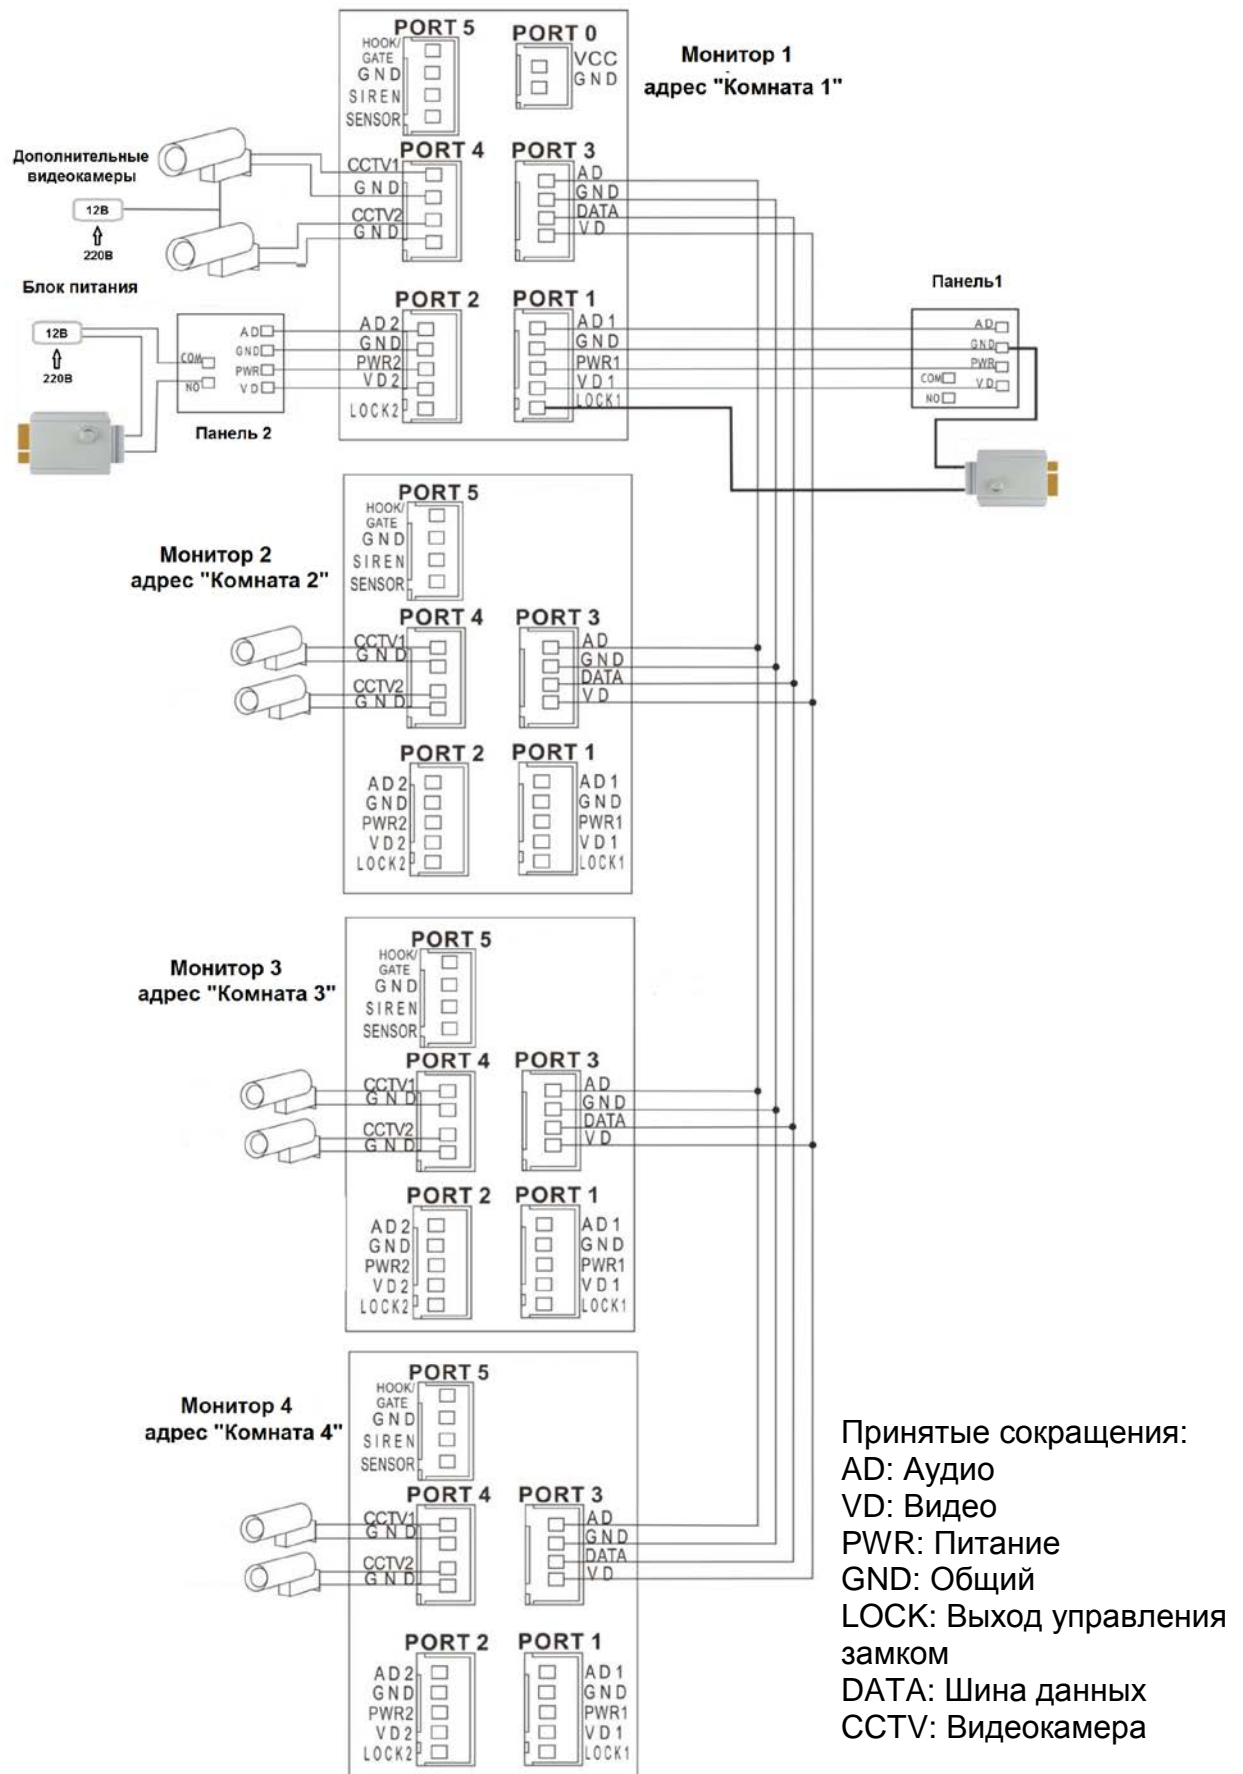 PORT 5
HOOK/
GATE
GND
SIREN
SENSOR
PORT 0
VCC
GND
Монитор 1
адрес "Комната 1"
Дополнительные
видеокамеры
12В
220В
PORT 4
CCTV1
GND
CCTV2
GND
PORT 3
AD
GND
DATA
VD
Блок питания
12В
220В
COM
NO
AD
GND
PWR
VD
Панель 2
PORT 2
AD2
GND
PWR2
VD2
LOCK2
PORT 1
AD1
GND
PWR1
VD1
LOCK1
Панель1
AD
GND
PWR
COM
VD
NO
Монитор 2
адрес "Комната 2"
PORT 5
HOOK/
GATE
GND
SIREN
SENSOR
PORT 4
CCTV1
GND
CCTV2
GND
PORT 3
AD
GND
DATA
VD
PORT 2
AD2
GND
PWR2
VD2
LOCK2
PORT 1
AD1
GND
PWR1
VD1
LOCK1
Монитор 3
адрес "Комната 3"
PORT 5
HOOK/
GATE
GND
SIREN
SENSOR
PORT 4
CCTV1
GND
CCTV2
GND
PORT 3
AD
GND
DATA
VD
PORT 2
AD2
GND
PWR2
VD2
LOCK2
PORT 1
AD1
GND
PWR1
VD1
LOCK1
Монитор 4
адрес "Комната 4"
PORT 5
HOOK/
GATE
GND
SIREN
SENSOR
PORT 4
CCTV1
GND
CCTV2
GND
PORT 3
AD
GND
DATA
VD
PORT 2
AD2
GND
PWR2
VD2
LOCK2
PORT 1
AD1
GND
PWR1
VD1
LOCK1
Принятые сокращения:
AD: Аудио
VD: Видео
PWR: Питание
GND: Общий
LOCK: Выход управления
замком
DATA: Шина данных
CCTV: Видеокамера